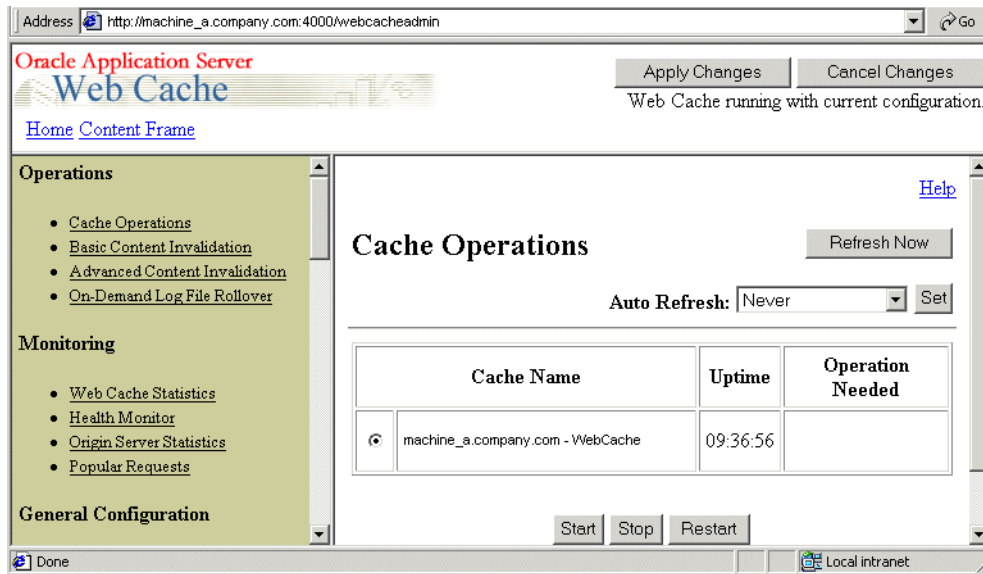 Address http://machine_a.company.com:4000/webcacheadmin Go
Oracle Application Server
Web Cache
Apply Changes Cancel Changes
Web Cache running with current configuration.
Home Content Frame
Operations
Cache Operations
Basic Content Invalidation
Advanced Content Invalidation
On-Demand Log File Rollover
Monitoring
Web Cache Statistics
Health Monitor
Origin Server Statistics
Popular Requests
General Configuration
Help
Cache Operations Refresh Now
Auto Refresh: Never Set
Cache Name Uptime Operation Needed
machine_a.company.com - WebCache 09:36:56
Start Stop Restart
Done Local intranet